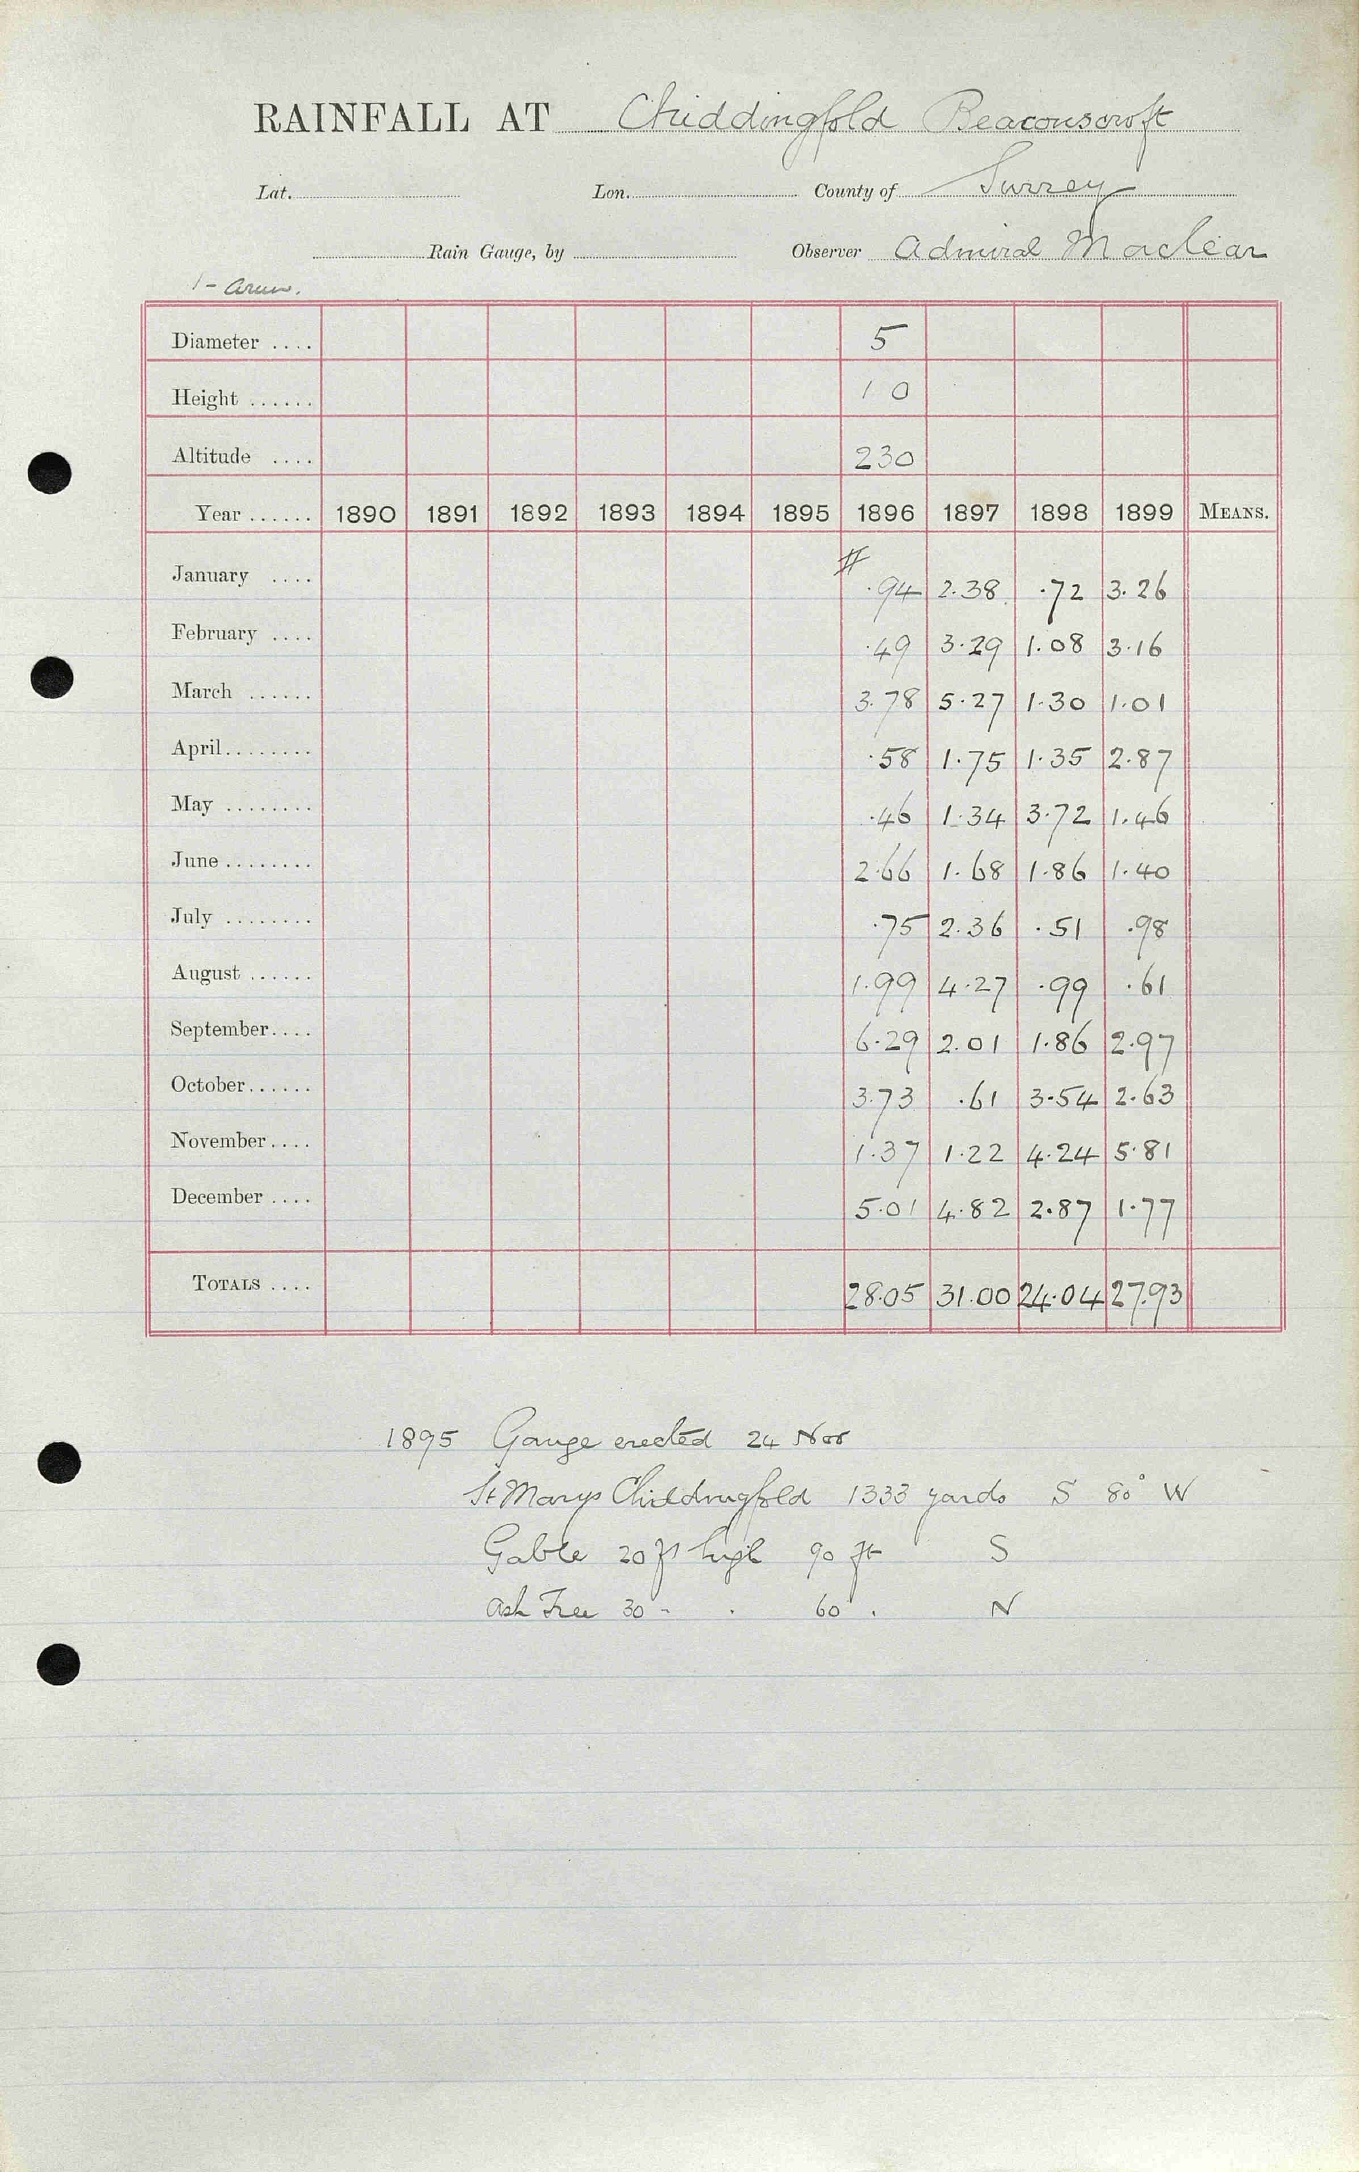 RAINFALL AT Chiddingfold Beaconscroft
Lat. Lon. County of Surrey
Rain Gauge, by Observer Admiral Maclear
1 - Arun.
Diameter .... 5
Height ...... 1 0
Altitude .... 230
Year ...... 1890 1891 1892 1893 1894 1895 1896 1897 1898 1899 MEANS.
January .... # .94 2.38 .72 3.26
February .... .49 3.29 1.08 3.16
March ...... 3.78 5.27 1.30 1.01
April ........ .58 1.75 1.35 2.87
May ........ .46 1.34 3.72 1.46
June ........ 2.66 1.68 1.86 1.40
July ........ .75 2.36 .51 .98
August ...... 1.99 4.27 .99 .61
September.... 6.29 2.01 1.86 2.97
October...... 3.73 .61 3.54 2.63
November.... 1.37 1.22 4.24 5.81
December .... 5.01 4.82 2.87 1.77
TOTALS .... 28.05 31.00 24.04 27.93
1895 Gauge erected 24 Nov
St Marys Chiddingfold 1333 yards S 80° W
Gable 20 ft high 90 ft S
Ash Tree 30 - . 60 . N